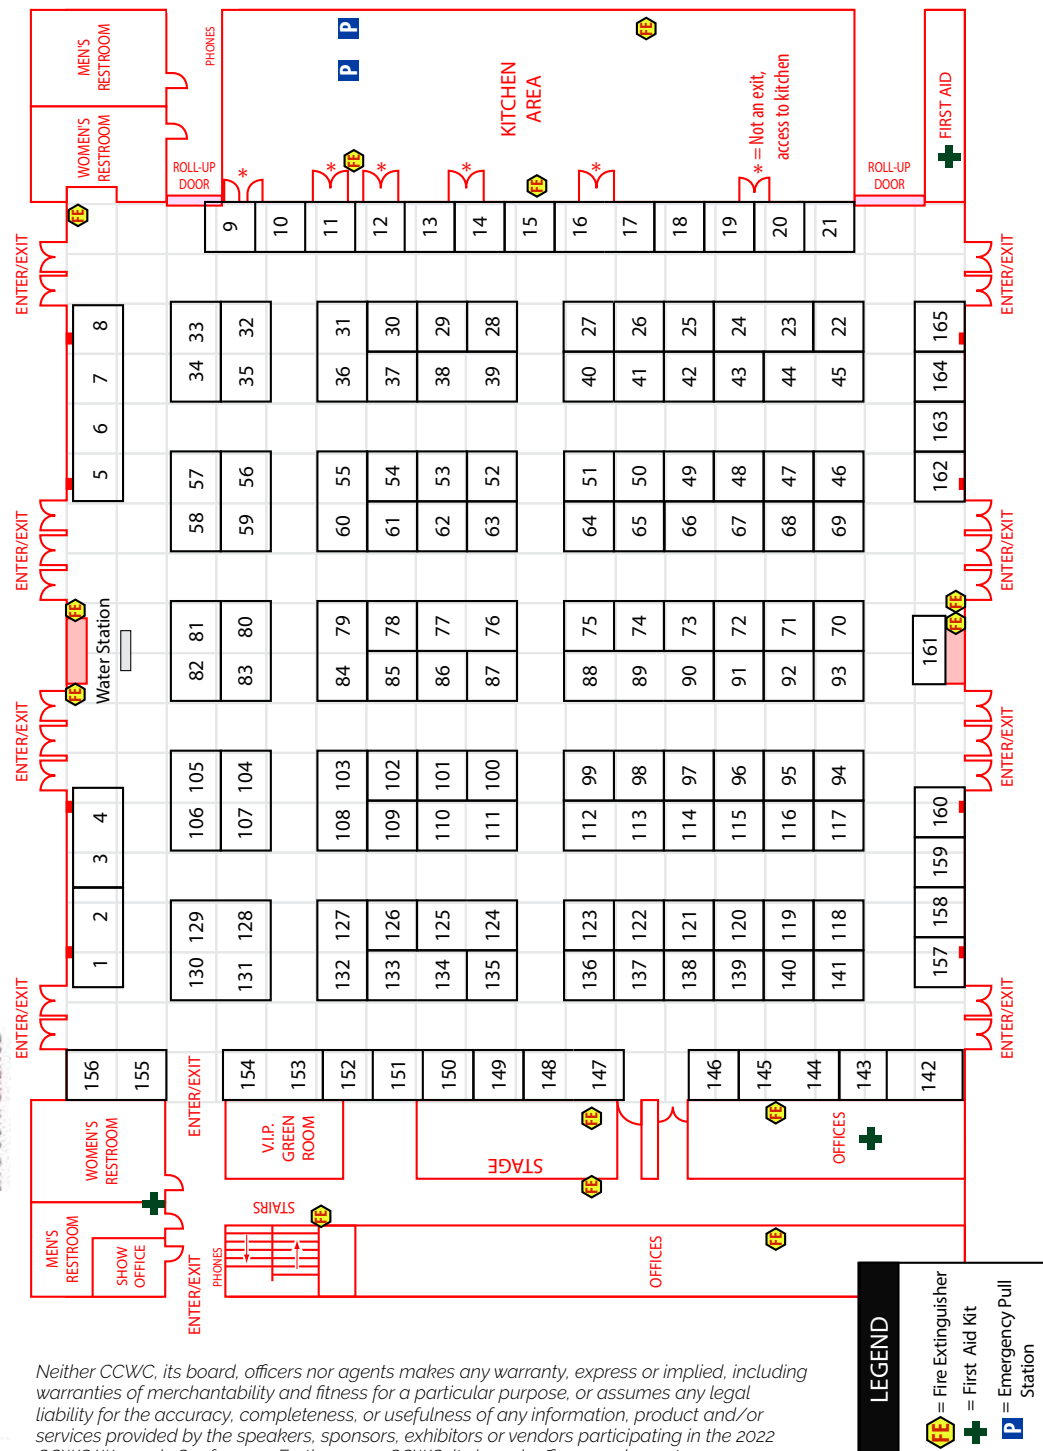 MEN'S
RESTROOM
WOMEN'S
RESTROOM
PHONES
ROLL-UP
DOOR
P
P
FE
KITCHEN
AREA
* = Not an exit,
access to kitchen
FE
FE
*
*
*
*
*
ROLL-UP
DOOR
FIRST AID
FE
ENTER/EXIT
9
10
11
12
13
14
15
16
17
18
19
20
21
ENTER/EXIT
8
7
6
5
33
32
31
30
29
28
27
26
25
24
23
22
165
34
35
36
37
38
39
40
41
42
43
44
45
164
163
57
56
55
54
53
52
51
50
49
48
47
46
162
58
59
60
61
62
63
64
65
66
67
68
69
ENTER/EXIT
ENTER/EXIT
FE
FE
Water Station
FE
FE
81
80
79
78
77
76
75
74
73
72
71
70
161
82
83
84
85
86
87
88
89
90
91
92
93
ENTER/EXIT
ENTER/EXIT
4
3
2
1
105
104
103
102
101
100
99
98
97
96
95
94
160
106
107
108
109
110
111
112
113
114
115
116
117
159
129
128
127
126
125
124
123
122
121
120
119
118
158
130
131
132
133
134
135
136
137
138
139
140
141
157
ENTER/EXIT
ENTER/EXIT
156
155
154
153
152
151
150
149
148
147
146
145
144
143
142
ENTER/EXIT
WOMEN'S
RESTROOM
V.I.P.
GREEN
ROOM
STAGE
FE
FE
FE
OFFICES
STAIRS
FE
MEN'S
RESTROOM
SHOW
OFFICE
ENTER/EXIT
PHONES
OFFICES
FE
LEGEND
FE = Fire Extinguisher
= First Aid Kit
P = Emergency Pull
Station
Neither CCWC, its board, officers nor agents makes any warranty, express or implied, including
warranties of merchantability and fitness for a particular purpose, or assumes any legal
liability for the accuracy, completeness, or usefulness of any information, product and/or
services provided by the speakers, sponsors, exhibitors or vendors participating in the 2022